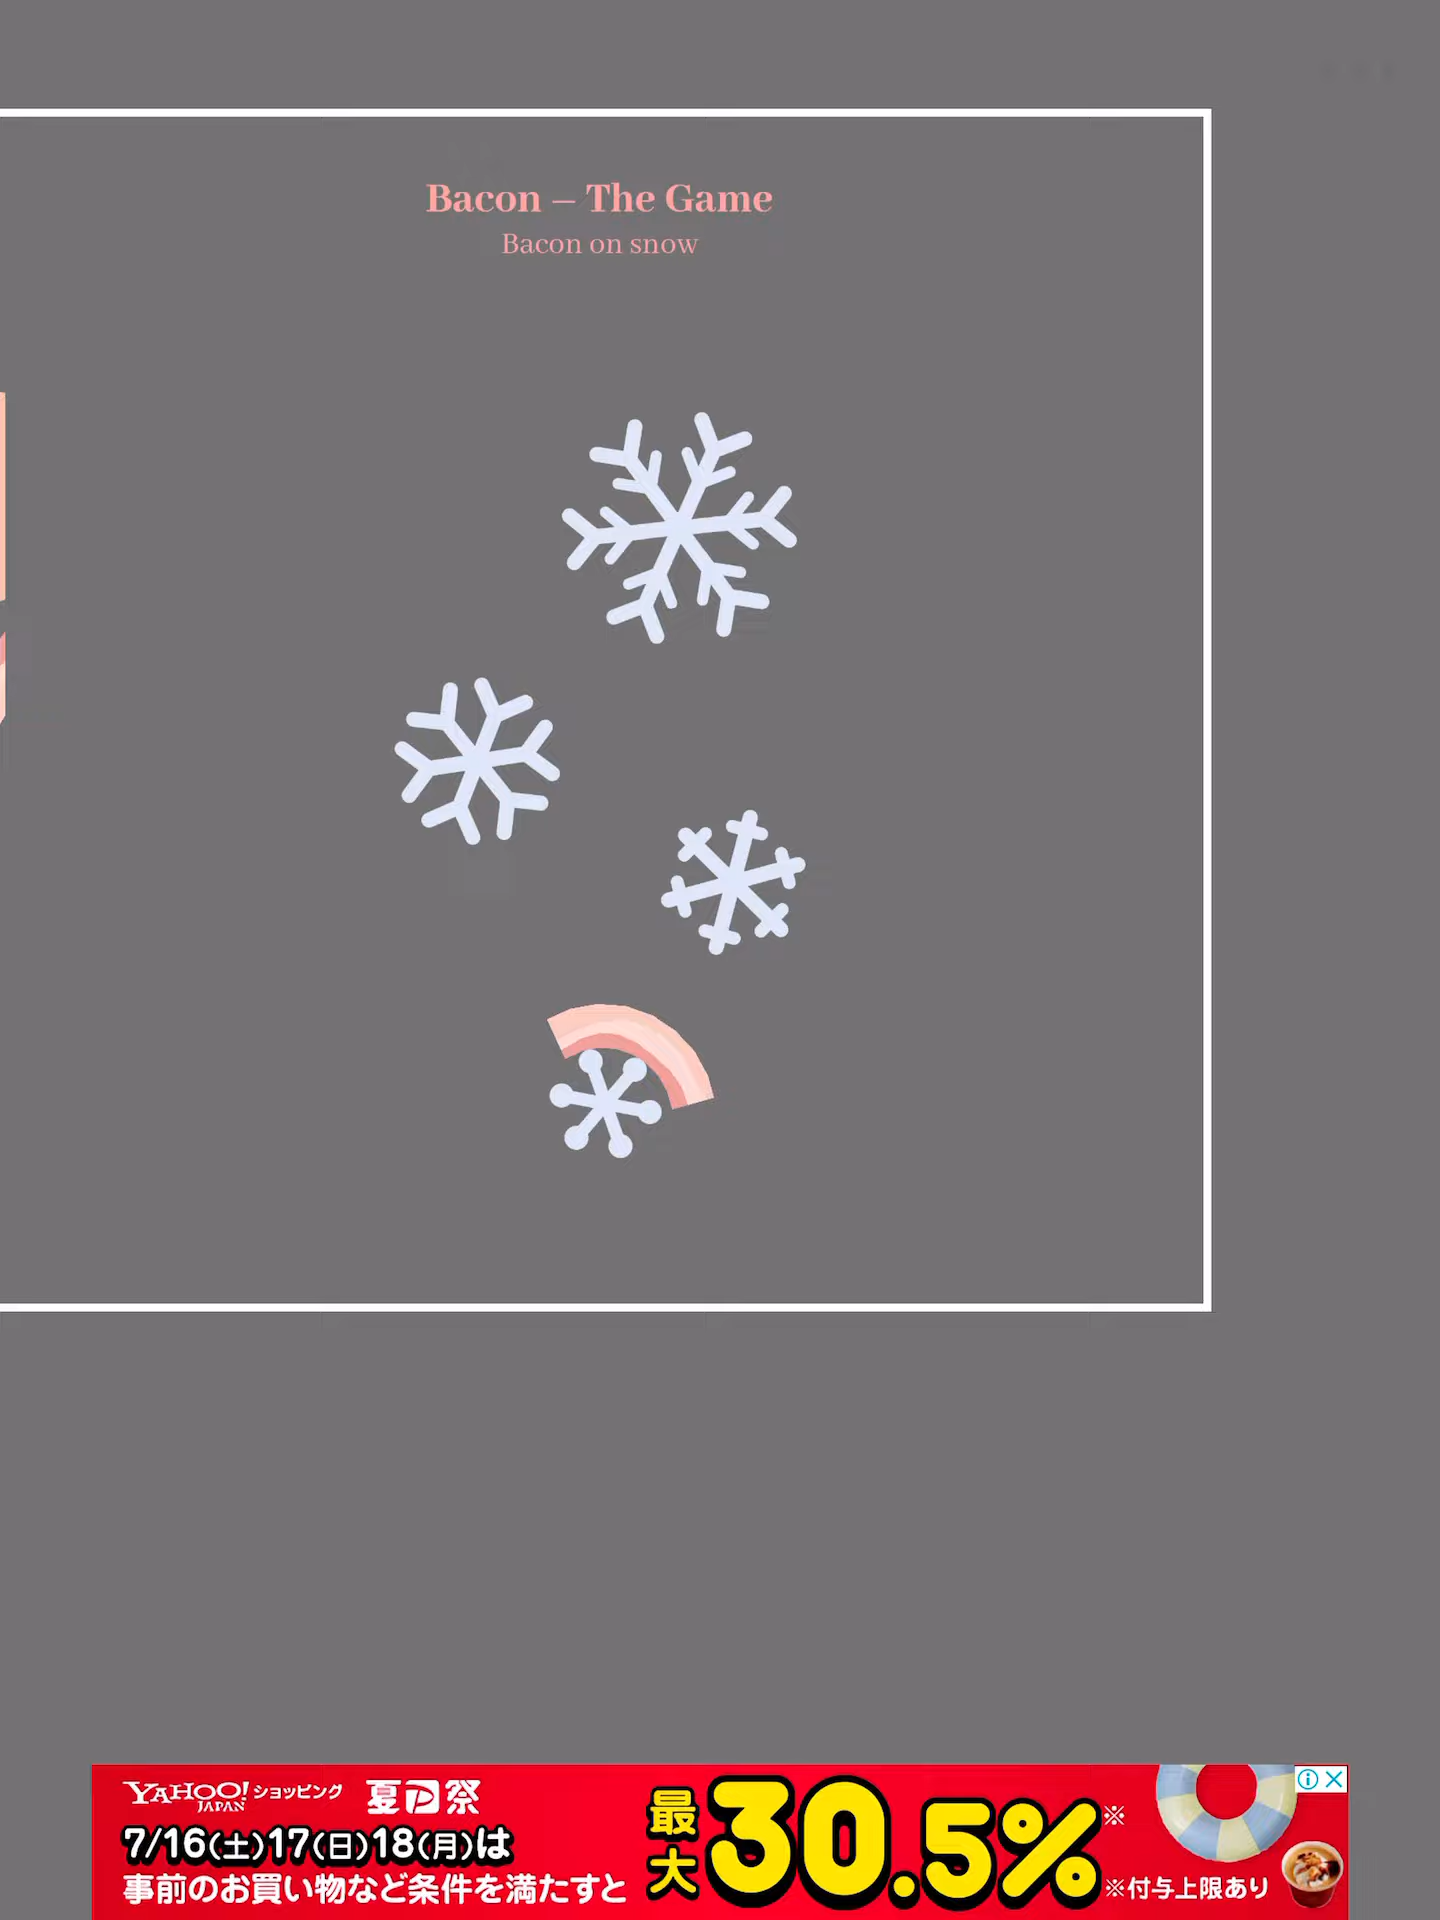 Bacon – The Game
Bacon on snow
YAHOO! JAPAN ショッピング 夏P祭
7/16(土)17(日)18(月)は
事前のお買い物など条件を満たすと
最大30.5%※
※付与上限あり